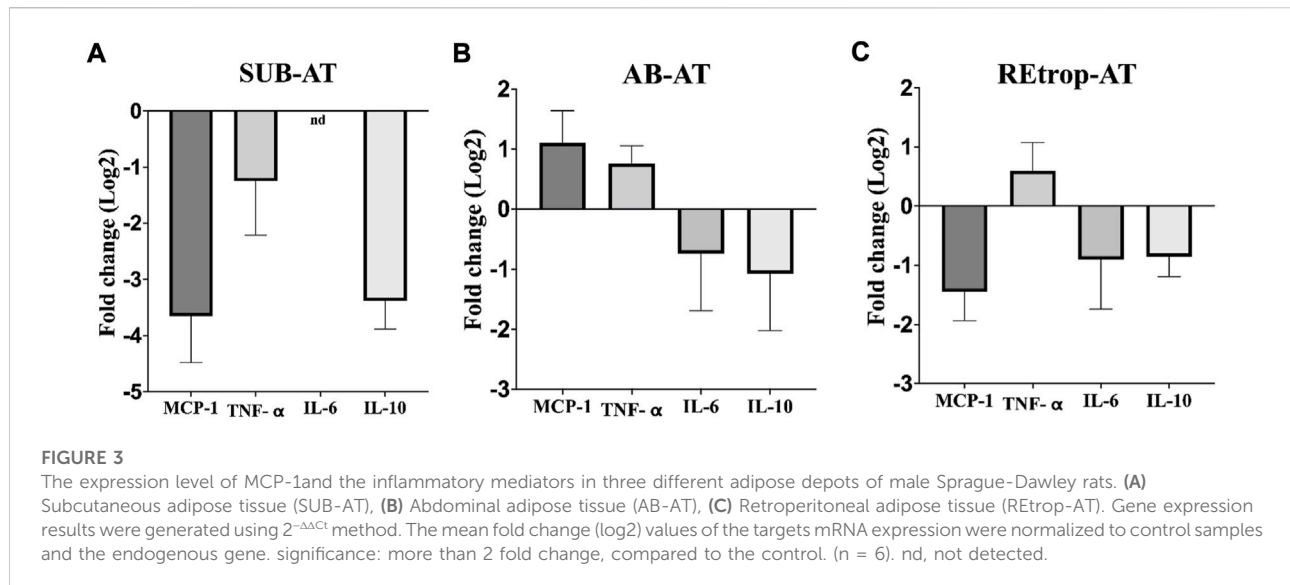 A
SUB-AT
Fold change (Log2)
0
-1
-2
-3
-4
-5
nd
MCP-1 TNF- α IL-6 IL-10
B
AB-AT
Fold change (Log2)
2
1
0
-1
-2
-3
MCP-1 TNF- α IL-6 IL-10
C
REtrop-AT
Fold change (Log2)
2
1
0
-1
-2
-3
MCP-1 TNF- α IL-6 IL-10
FIGURE 3
The expression level of MCP-1and the inflammatory mediators in three different adipose depots of male Sprague-Dawley rats. (A)
Subcutaneous adipose tissue (SUB-AT), (B) Abdominal adipose tissue (AB-AT), (C) Retroperitoneal adipose tissue (REtrop-AT). Gene expression
results were generated using 2−ΔΔCt method. The mean fold change (log2) values of the targets mRNA expression were normalized to control samples
and the endogenous gene. significance: more than 2 fold change, compared to the control. (n = 6). nd, not detected.